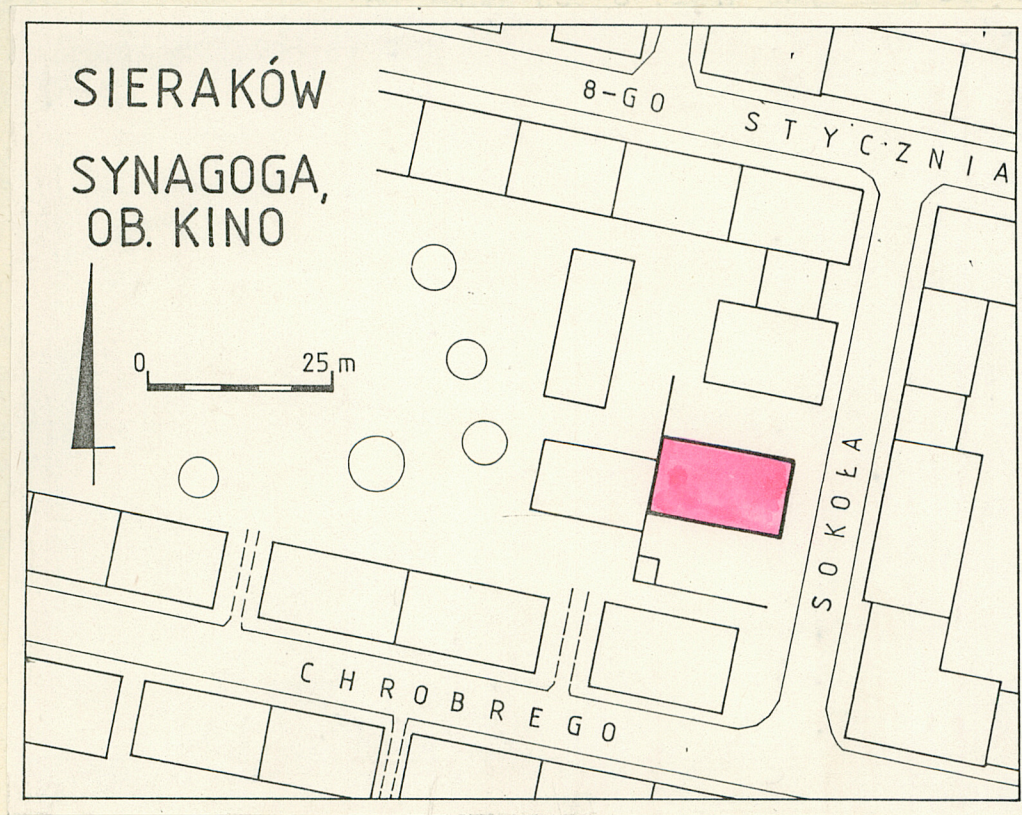 SIERAKÓW
SYNAGOGA,
OB. KINO
0 25 m
8-GO STYCZNIA
SOKOŁA
CHROBREGO